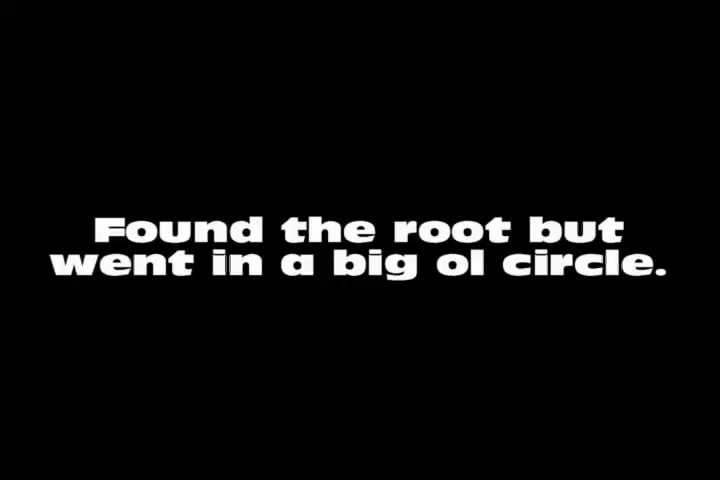 Found the root but
went in a big ol circle.